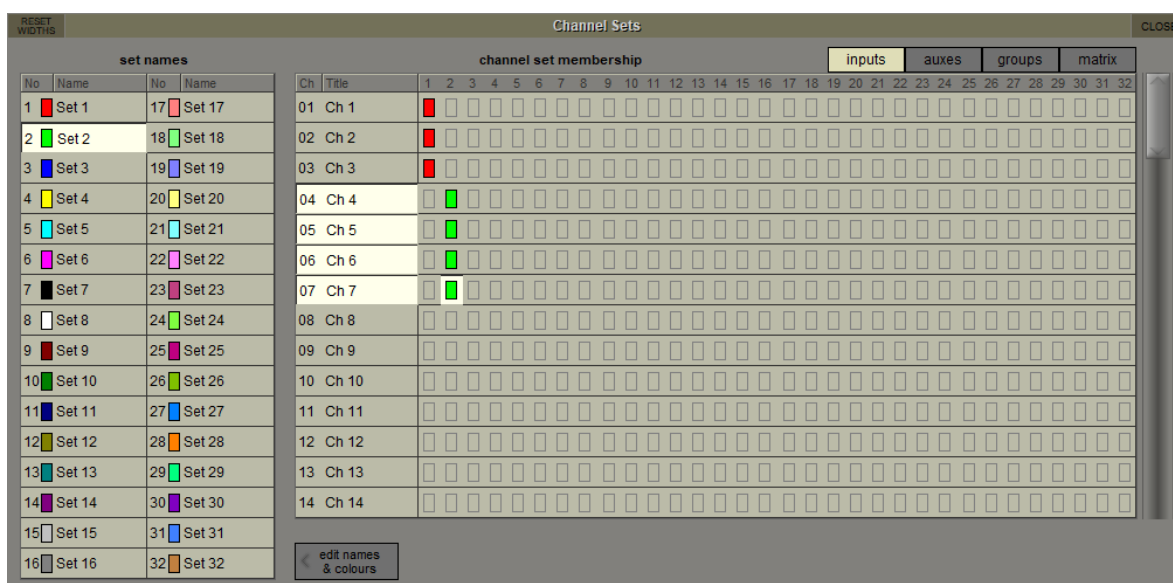 RESET
WIDTHS
Channel Sets
CLOSE
set names
channel set membership
inputs auxes groups matrix
No Name No Name
Ch Title 1 2 3 4 5 6 7 8 9 10 11 12 13 14 15 16 17 18 19 20 21 22 23 24 25 26 27 28 29 30 31 32
1 Set 1 17 Set 17 01 Ch 1
2 Set 2 18 Set 18 02 Ch 2
3 Set 3 19 Set 19 03 Ch 3
4 Set 4 20 Set 20 04 Ch 4
5 Set 5 21 Set 21 05 Ch 5
6 Set 6 22 Set 22 06 Ch 6
7 Set 7 23 Set 23 07 Ch 7
8 Set 8 24 Set 24 08 Ch 8
9 Set 9 25 Set 25 09 Ch 9
10 Set 10 26 Set 26 10 Ch 10
11 Set 11 27 Set 27 11 Ch 11
12 Set 12 28 Set 28 12 Ch 12
13 Set 13 29 Set 29 13 Ch 13
14 Set 14 30 Set 30 14 Ch 14
15 Set 15 31 Set 31
16 Set 16 32 Set 32
edit names
& colours